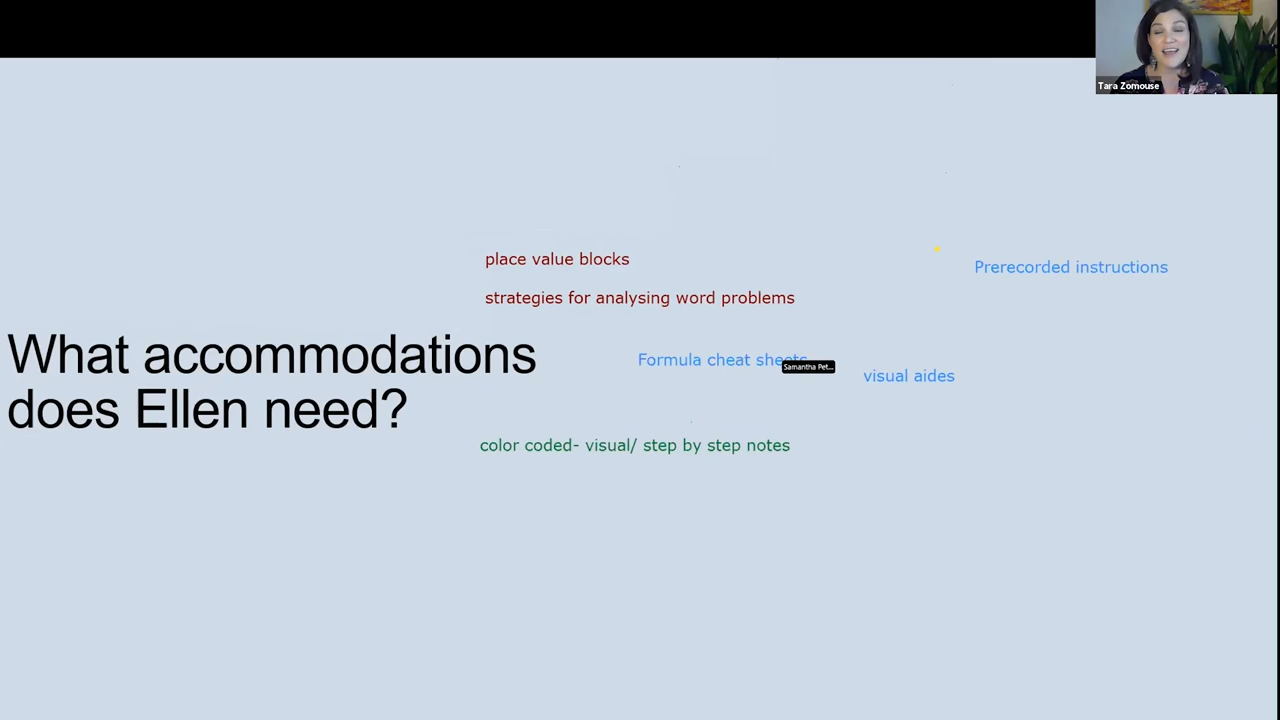 Tara Zomouse
place value blocks
Prerecorded instructions
strategies for analysing word problems
What accommodations
does Ellen need?
Formula cheat sheets
Samantha Pet...
visual aides
color coded- visual/ step by step notes